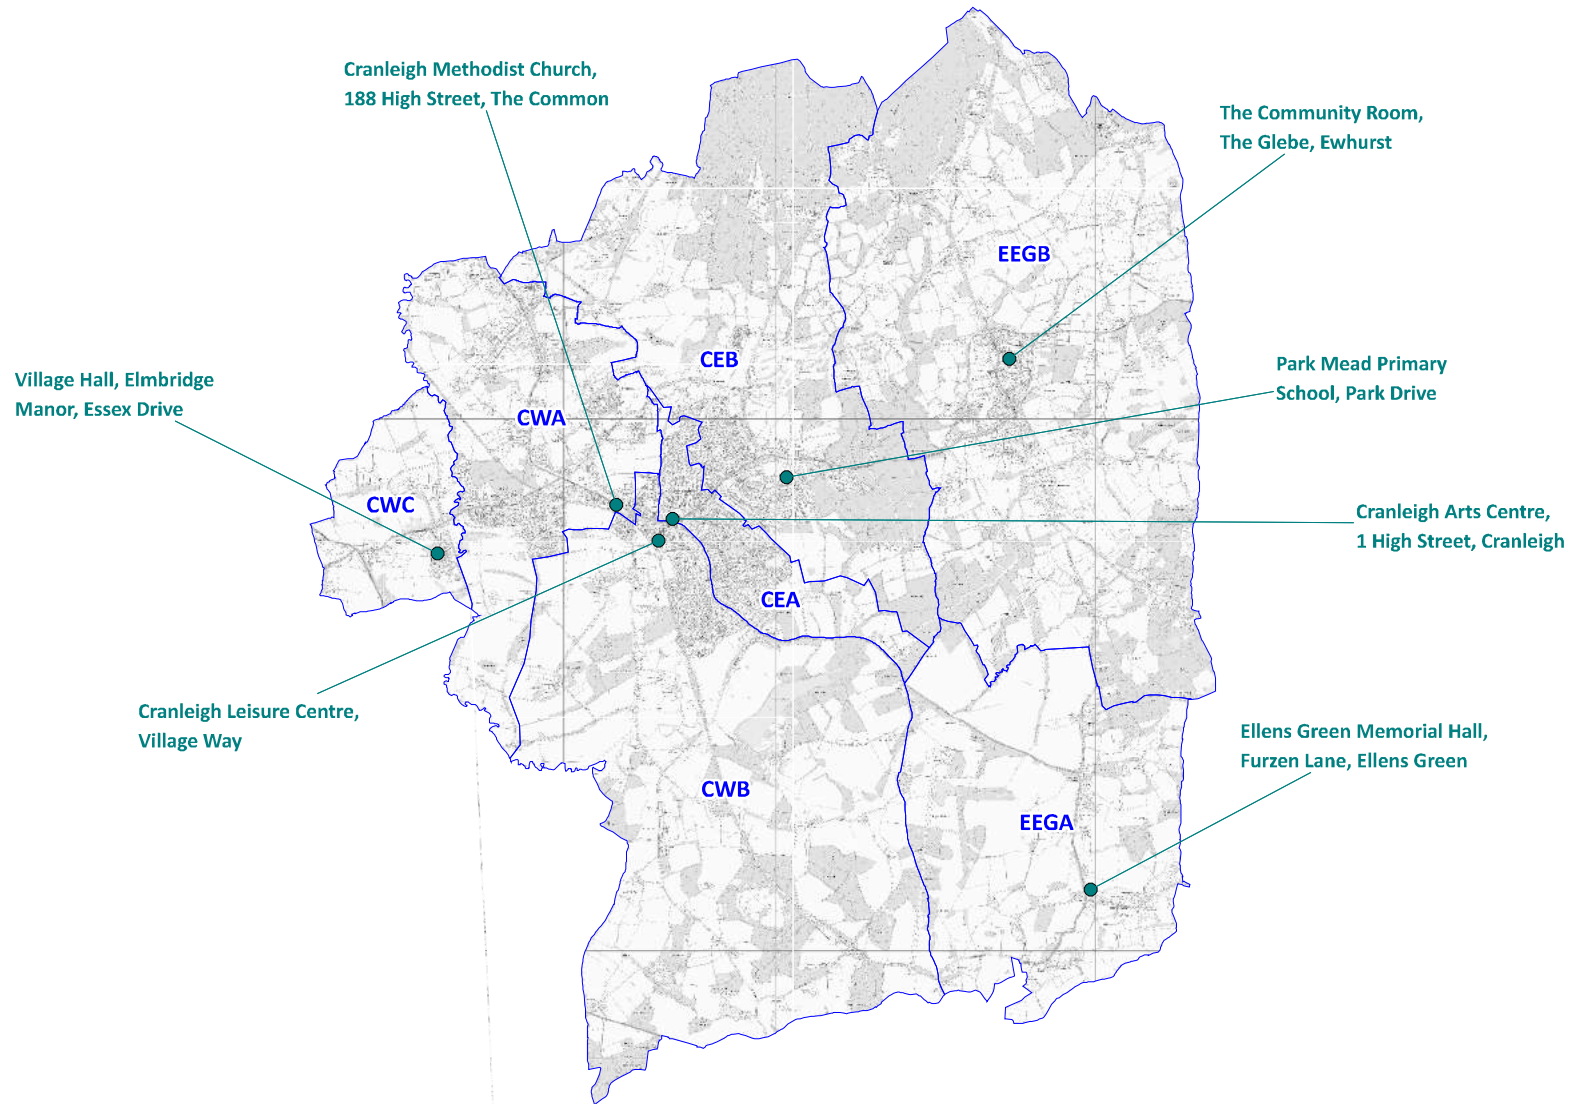 Cranleigh Methodist Church,
188 High Street, The Common
The Community Room,
The Glebe, Ewhurst
EEGB
CEB
Park Mead Primary
School, Park Drive
Village Hall, Elmbridge
Manor, Essex Drive
CWA
CWC
Cranleigh Arts Centre,
1 High Street, Cranleigh
CEA
Cranleigh Leisure Centre,
Village Way
Ellens Green Memorial Hall,
Furzen Lane, Ellens Green
CWB
EEGA